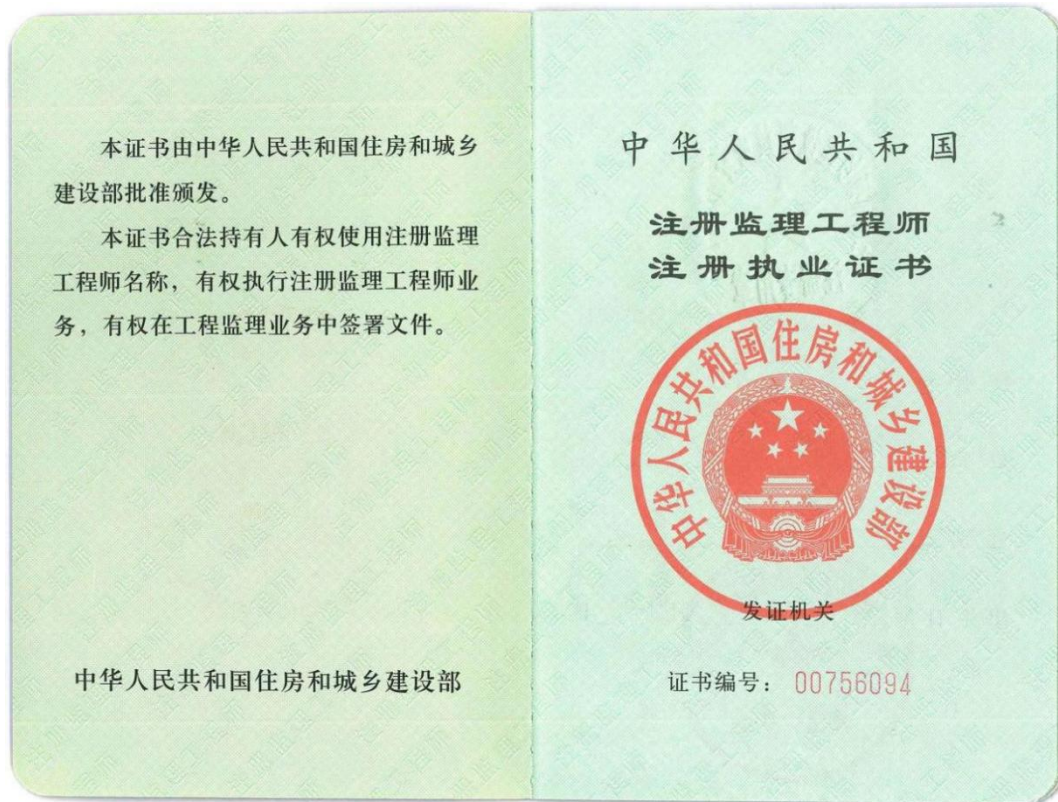 本证书由中华人民共和国住房和城乡
建设部批准颁发。
本证书合法持有人有权使用注册监理
工程师名称，有权执行注册监理工程师业
务，有权在工程监理业务中签署文件。
中华人民共和国住房和城乡建设部
中华人民共和国
注册监理工程师
注册执业证书
中华人民共和国住房和城乡建设部
发证机关
证书编号：00756094